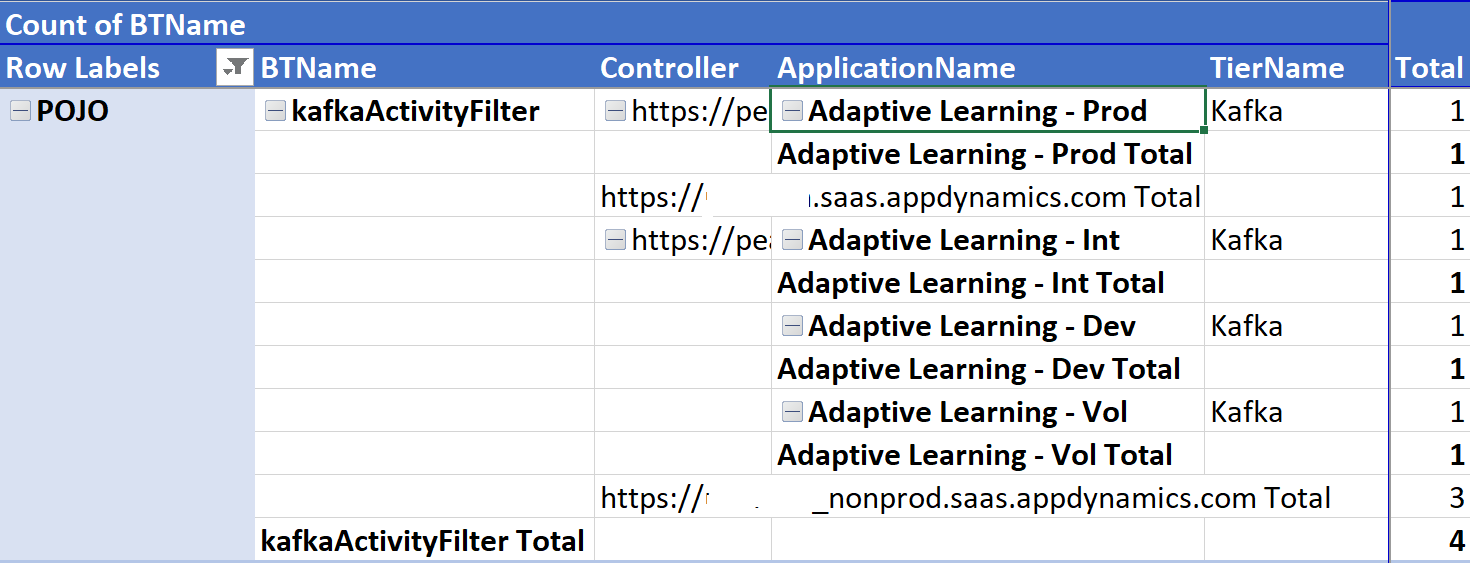 Count of BTName
Row Labels BTName Controller ApplicationName TierName Total
POJO kafkaActivityFilter https://pe Adaptive Learning - Prod Kafka 1
Adaptive Learning - Prod Total 1
https:// .saas.appdynamics.com Total 1
https://pea Adaptive Learning - Int Kafka 1
Adaptive Learning - Int Total 1
Adaptive Learning - Dev Kafka 1
Adaptive Learning - Dev Total 1
Adaptive Learning - Vol Kafka 1
Adaptive Learning - Vol Total 1
https:// _nonprod.saas.appdynamics.com Total 3
kafkaActivityFilter Total 4